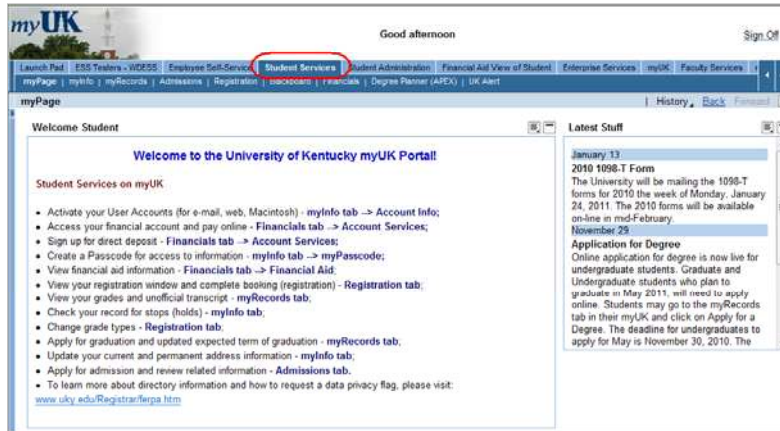 myUK
Good afternoon
Sign Off
Launch Pad ESS Testers - WDESS Employee Self-Service Student Services Student Administration Financial Aid View of Student Enterprise Services myUK Faculty Services
myPage | myInfo | myRecords | Admissions | Registration | Blackboard | Financials | Degree Planner (APEX) | UK Alert
myPage
| History Back Forward
Welcome Student
Welcome to the University of Kentucky myUK Portal!
Student Services on myUK
• Activate your User Accounts (for e-mail, web, Macintosh) - myInfo tab --> Account Info;
• Access your financial account and pay online - Financials tab --> Account Services;
• Sign up for direct deposit - Financials tab --> Account Services;
• Create a Passcode for access to information - myInfo tab --> myPasscode;
• View financial aid information - Financials tab --> Financial Aid;
• View your registration window and complete booking (registration) - Registration tab;
• View your grades and unofficial transcript - myRecords tab;
• Check your record for stops (holds) - myInfo tab;
• Change grade types - Registration tab;
• Apply for graduation and updated expected term of graduation - myRecords tab;
• Update your current and permanent address information - myInfo tab;
• Apply for admission and review related information - Admissions tab.
• To learn more about directory information and how to request a data privacy flag, please visit:
www.uky.edu/Registrar/ferpa.htm
Latest Stuff
January 13
2010 1098-T Form
The University will be mailing the 1098-T
forms for 2010 the week of Monday, January
24, 2011. The 2010 forms will be available
on-line in mid-February.
November 29
Application for Degree
Online application for degree is now live for
undergraduate students. Graduate and
Undergraduate students who plan to
graduate in May 2011, will need to apply
online. Students may go to the myRecords
tab in their myUK and click on Apply for a
Degree. The deadline for undergraduates to
apply for May is November 30, 2010. The